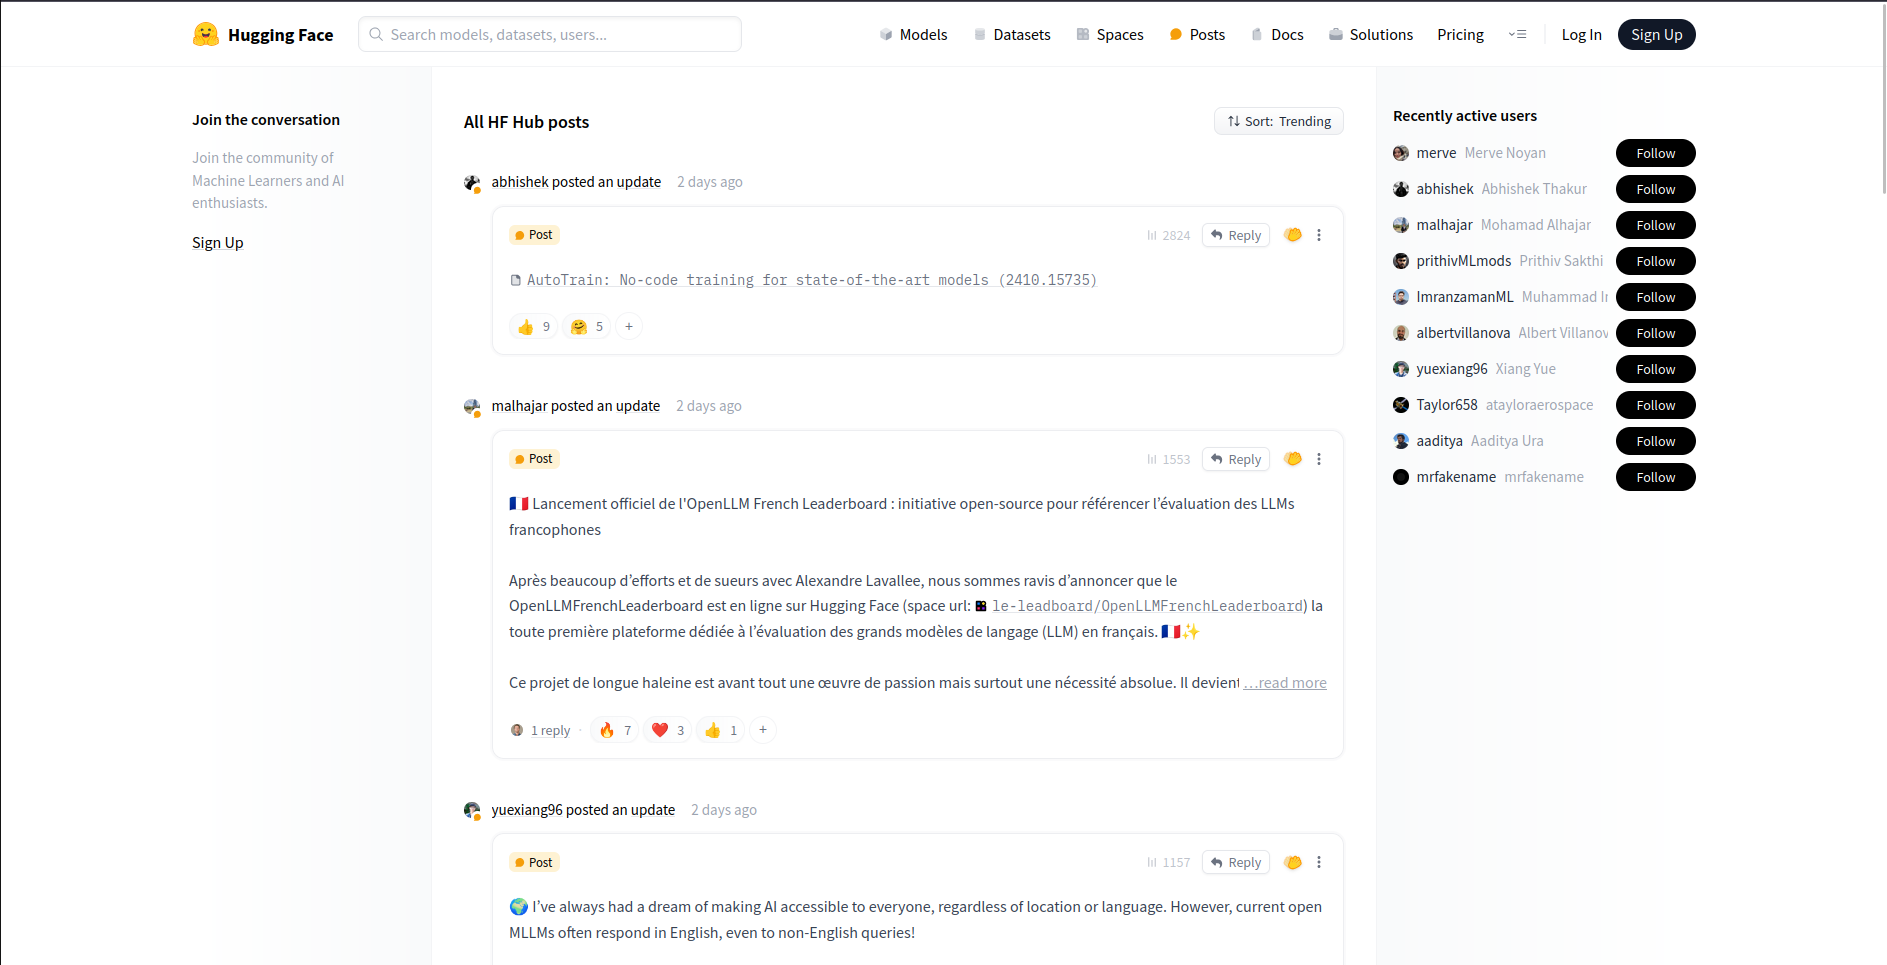 Hugging Face
Search models, datasets, users...
Models
Datasets
Spaces
Posts
Docs
Solutions
Pricing
Log In
Sign Up
Join the conversation
Join the community of
Machine Learners and AI
enthusiasts.
Sign Up
All HF Hub posts
Sort: Trending
abhishek posted an update 2 days ago
Post
2824
Reply
AutoTrain: No-code training for state-of-the-art models (2410.15735)
👍 9 🤗 5 +
malhajar posted an update 2 days ago
Post
1553
Reply
🇫🇷 Lancement officiel de l'OpenLLM French Leaderboard : initiative open-source pour référencer l’évaluation des LLMs
francophones
Après beaucoup d’efforts et de sueurs avec Alexandre Lavallee, nous sommes ravis d’annoncer que le
OpenLLMFrenchLeaderboard est en ligne sur Hugging Face (space url: le-leadboard/OpenLLMFrenchLeaderboard) la
toute première plateforme dédiée à l’évaluation des grands modèles de langage (LLM) en français. 🇫🇷✨
Ce projet de longue haleine est avant tout une œuvre de passion mais surtout une nécessité absolue. Il devient …read more
1 reply · 🔥 7 ❤️ 3 👍 1 +
yuexiang96 posted an update 2 days ago
Post
1157
Reply
🌍 I’ve always had a dream of making AI accessible to everyone, regardless of location or language. However, current open
MLLMs often respond in English, even to non-English queries!
Recently active users
merve Merve Noyan Follow
abhishek Abhishek Thakur Follow
malhajar Mohamad Alhajar Follow
prithivMLmods Prithiv Sakthi Follow
ImranzamanML Muhammad Ir Follow
albertvillanova Albert Villanov Follow
yuexiang96 Xiang Yue Follow
Taylor658 atayloraerospace Follow
aaditya Aaditya Ura Follow
mrfakename mrfakename Follow